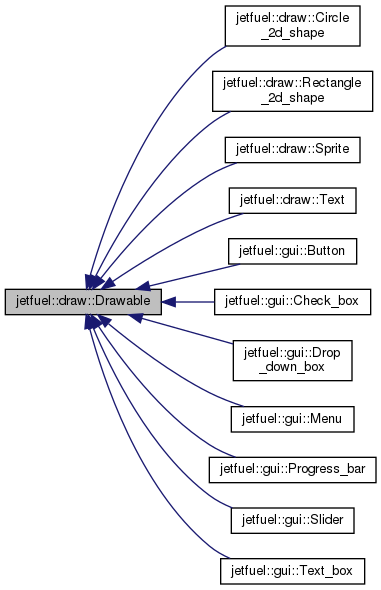 jetfuel::draw::Circle
_2d_shape
jetfuel::draw::Rectangle
_2d_shape
jetfuel::draw::Sprite
jetfuel::draw::Text
jetfuel::gui::Button
jetfuel::draw::Drawable
jetfuel::gui::Check_box
jetfuel::gui::Drop
_down_box
jetfuel::gui::Menu
jetfuel::gui::Progress_bar
jetfuel::gui::Slider
jetfuel::gui::Text_box